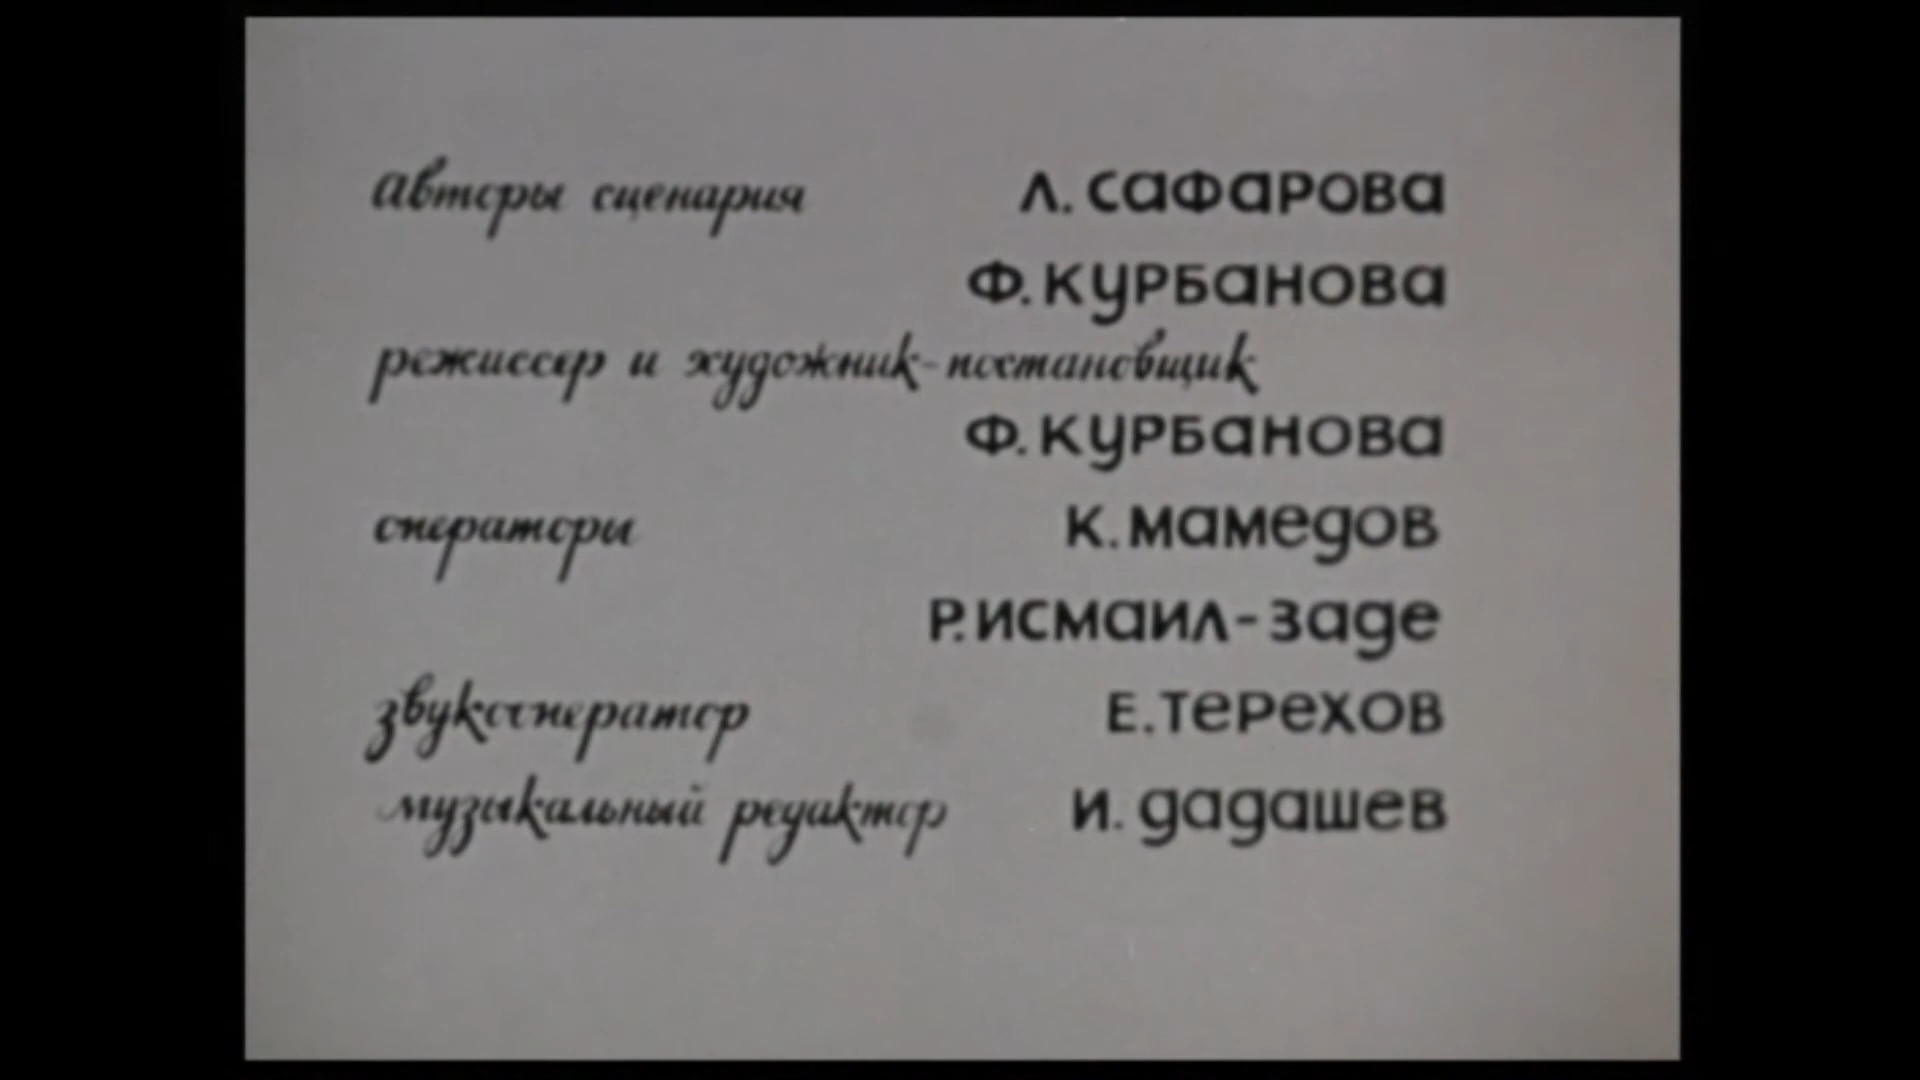 авторы сценария Л. САФАРОВА
Ф. КУРБАНОВА
режиссер и художник-постановщик
Ф. КУРБАНОВА
операторы К. МАМЕДОВ
Р. ИСМАИЛ-ЗАДЕ
звукооператор Е. ТЕРЕХОВ
музыкальный редактор И. ДАДАШЕВ